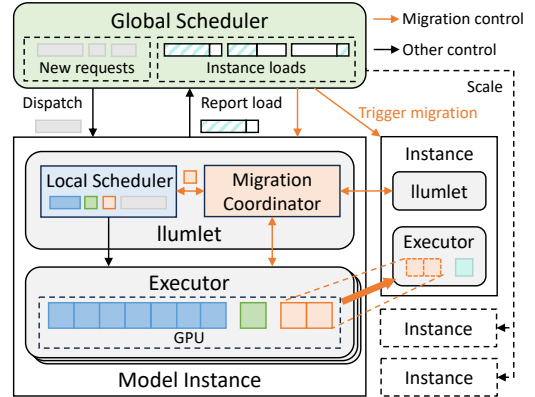 Global Scheduler
Migration control
Other control
New requests
Instance loads
Dispatch
Report load
Scale
Trigger migration
Instance
Local Scheduler
Migration
Coordinator
llumlet
llumlet
Executor
Executor
GPU
Model Instance
Instance
Instance